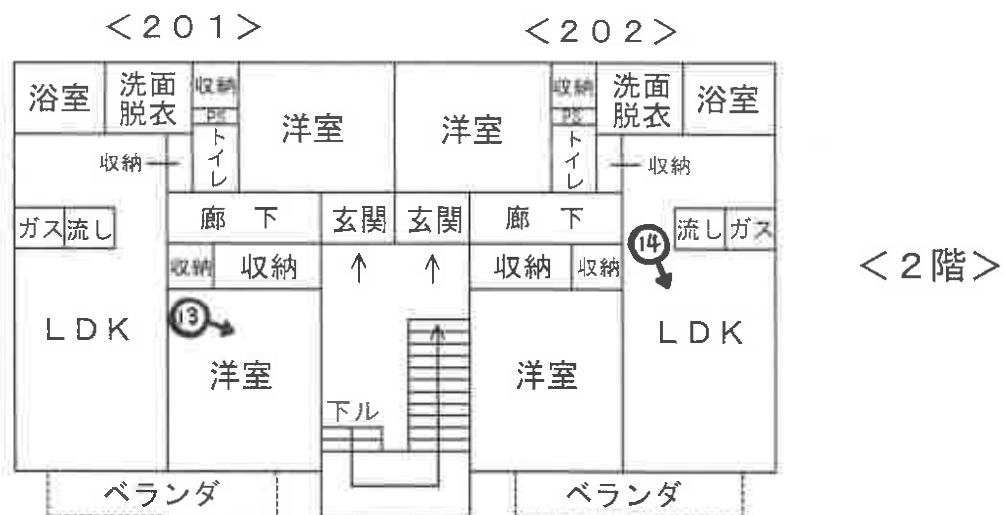 ＜２０１＞
＜２０２＞
浴室
洗面
脱衣
収納
PS
トイレ
洋室
洋室
収納
PS
トイレ
洗面
脱衣
浴室
収納
収納
ガス
流し
廊下
玄関
玄関
廊下
流し
ガス
⑭
＜２階＞
収納
収納
収納
収納
⑬
LDK
LDK
洋室
洋室
下ル
ベランダ
ベランダ